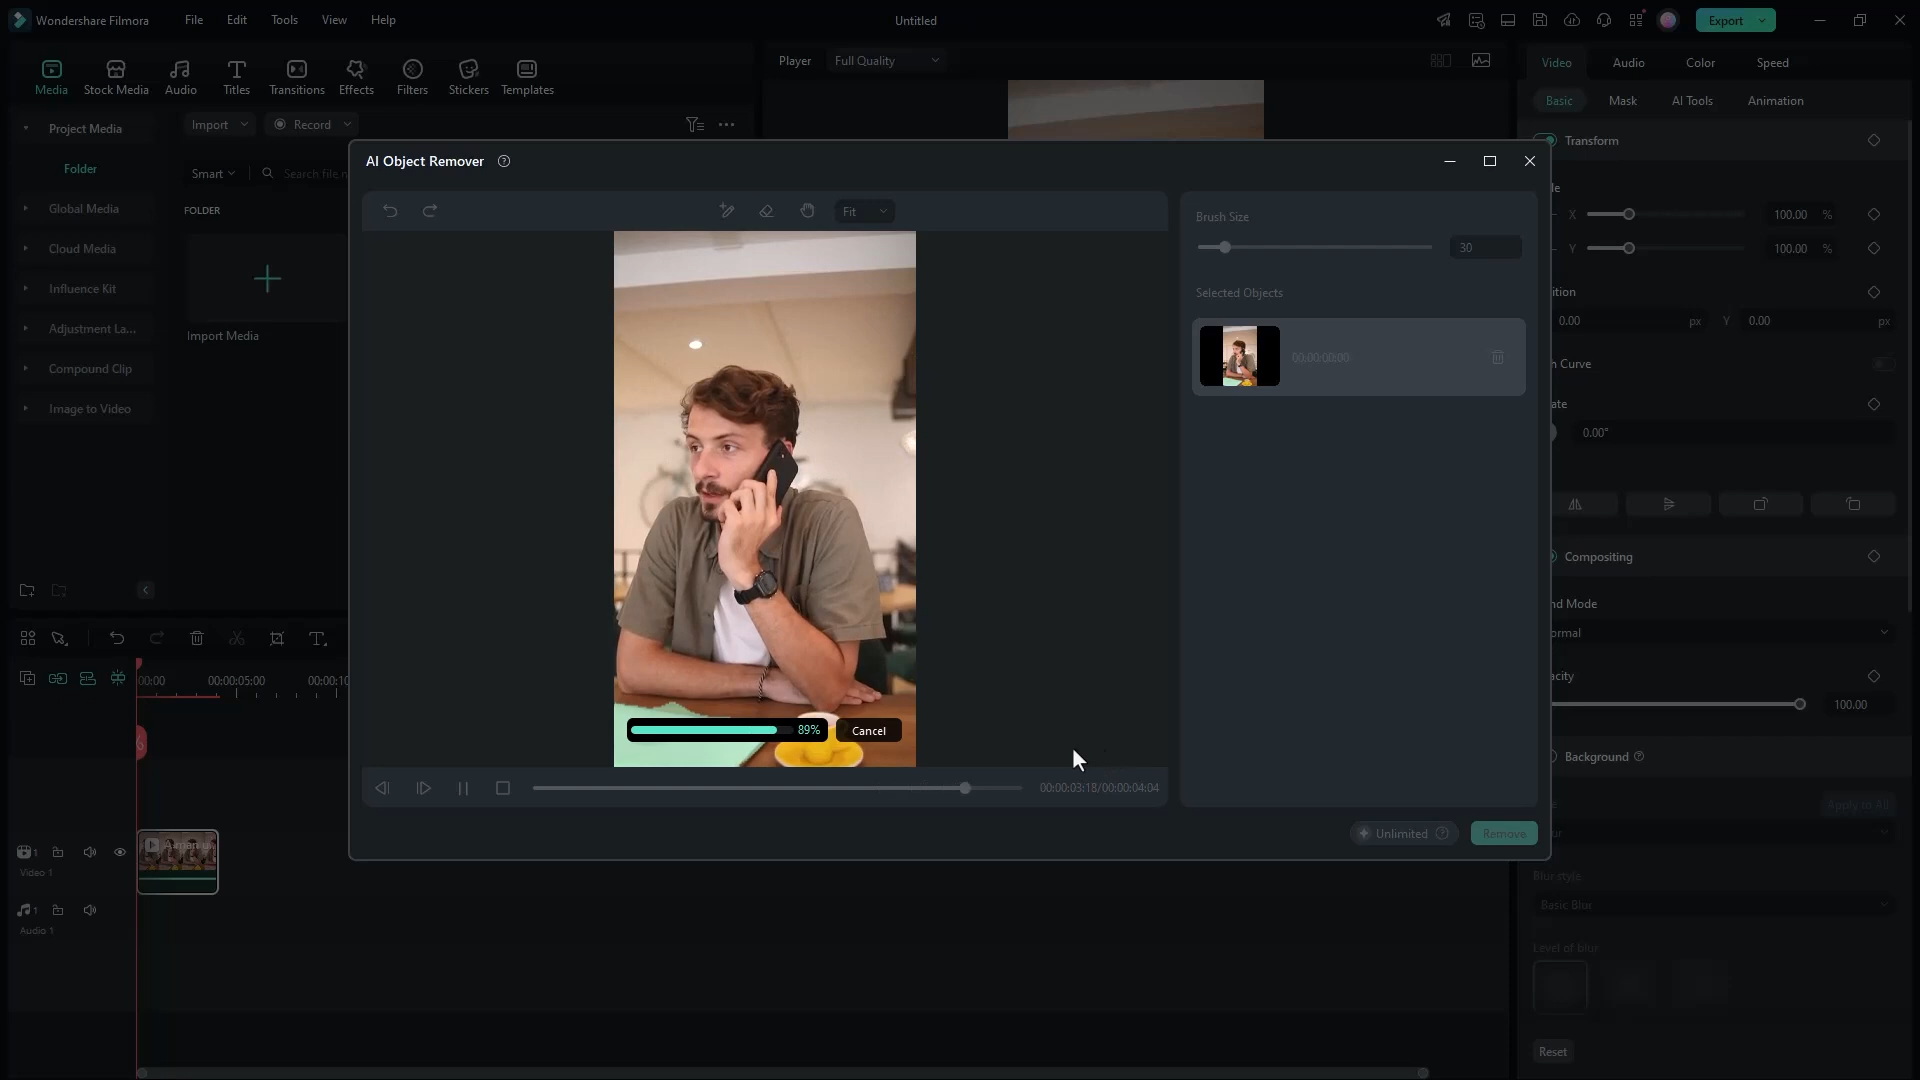 Wondershare Filmora File Edit Tools View Help Untitled Export
Media Stock Media Audio Titles Transitions Effects Filters Stickers Templates
Player Full Quality
Video Audio Color Speed
Basic Mask AI Tools Animation
Project Media
Import Record
Folder
Smart Search file n
Global Media
FOLDER
Cloud Media
Influence Kit
Adjustment La...
Import Media
Compound Clip
Image to Video
AI Object Remover
Fit
Brush Size
30
Selected Objects
00:00:00:00
89% Cancel
00:00:03:18/00:00:04:04
Unlimited Remove
Transform
le
X 100.00 %
Y 100.00 %
ition
0.00 px Y 0.00 px
h Curve
ate
0.00°
Compositing
nd Mode
ormal
acity
100.00
Background
Apply to All
ur
Blur style
Basic Blur
Level of blur
Reset
00:00 00:00:05:00 00:00:10
A man u
1
Video 1
1
Audio 1